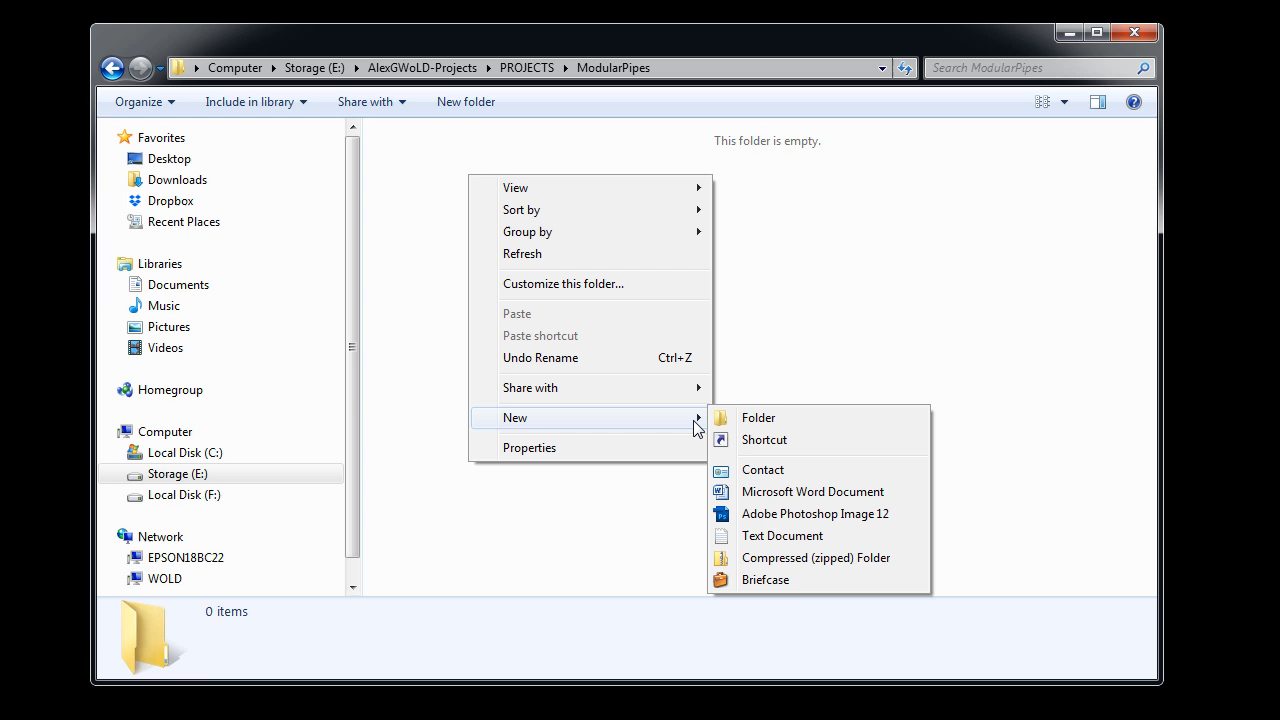 Computer Storage (E:) AlexGWoLD-Projects PROJECTS ModularPipes Search ModularPipes
Organize Include in library Share with New folder
Favorites
Desktop
Downloads
Dropbox
Recent Places
Libraries
Documents
Music
Pictures
Videos
Homegroup
Computer
Local Disk (C:)
Storage (E:)
Local Disk (F:)
Network
EPSON18BC22
WOLD
This folder is empty.
View
Sort by
Group by
Refresh
Customize this folder...
Paste
Paste shortcut
Undo Rename Ctrl+Z
Share with
New
Properties
Folder
Shortcut
Contact
Microsoft Word Document
Adobe Photoshop Image 12
Text Document
Compressed (zipped) Folder
Briefcase
0 items